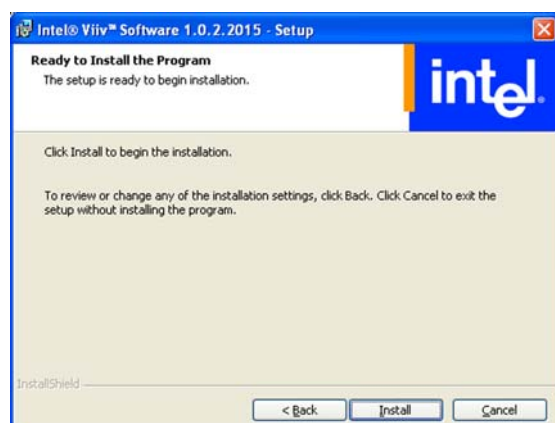 Intel® Viiv™ Software 1.0.2.2015 - Setup
Ready to Install the Program
The setup is ready to begin installation.
intel.
Click Install to begin the installation.
To review or change any of the installation settings, click Back. Click Cancel to exit the
setup without installing the program.
InstallShield
< Back Install Cancel